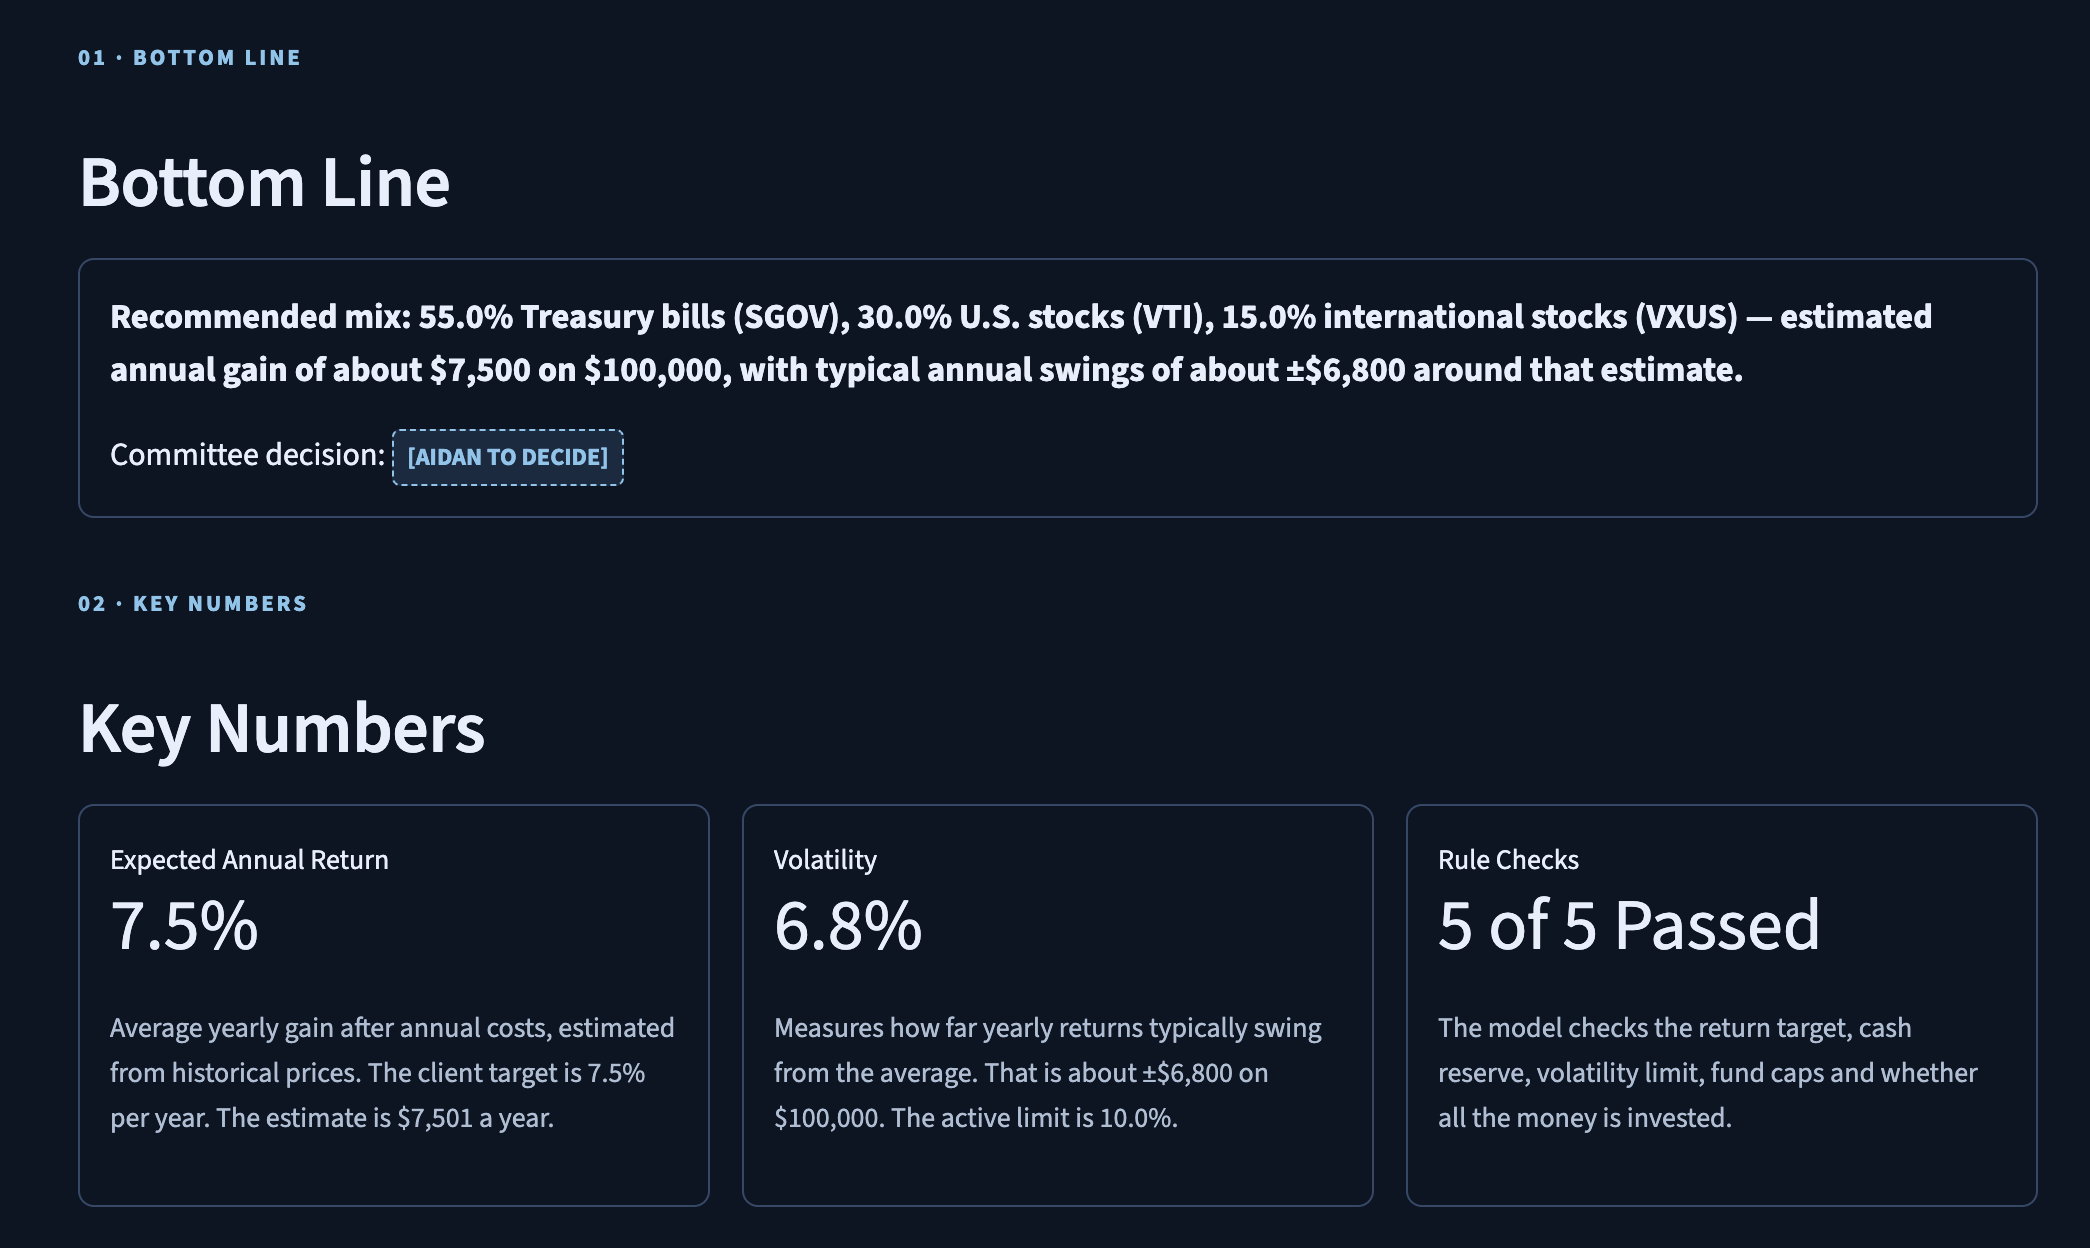 01 · BOTTOM LINE
Bottom Line
Recommended mix: 55.0% Treasury bills (SGOV), 30.0% U.S. stocks (VTI), 15.0% international stocks (VXUS) — estimated
annual gain of about $7,500 on $100,000, with typical annual swings of about ±$6,800 around that estimate.
Committee decision: [AIDAN TO DECIDE]
02 · KEY NUMBERS
Key Numbers
Expected Annual Return
7.5%
Average yearly gain after annual costs, estimated
from historical prices. The client target is 7.5%
per year. The estimate is $7,501 a year.
Volatility
6.8%
Measures how far yearly returns typically swing
from the average. That is about ±$6,800 on
$100,000. The active limit is 10.0%.
Rule Checks
5 of 5 Passed
The model checks the return target, cash
reserve, volatility limit, fund caps and whether
all the money is invested.